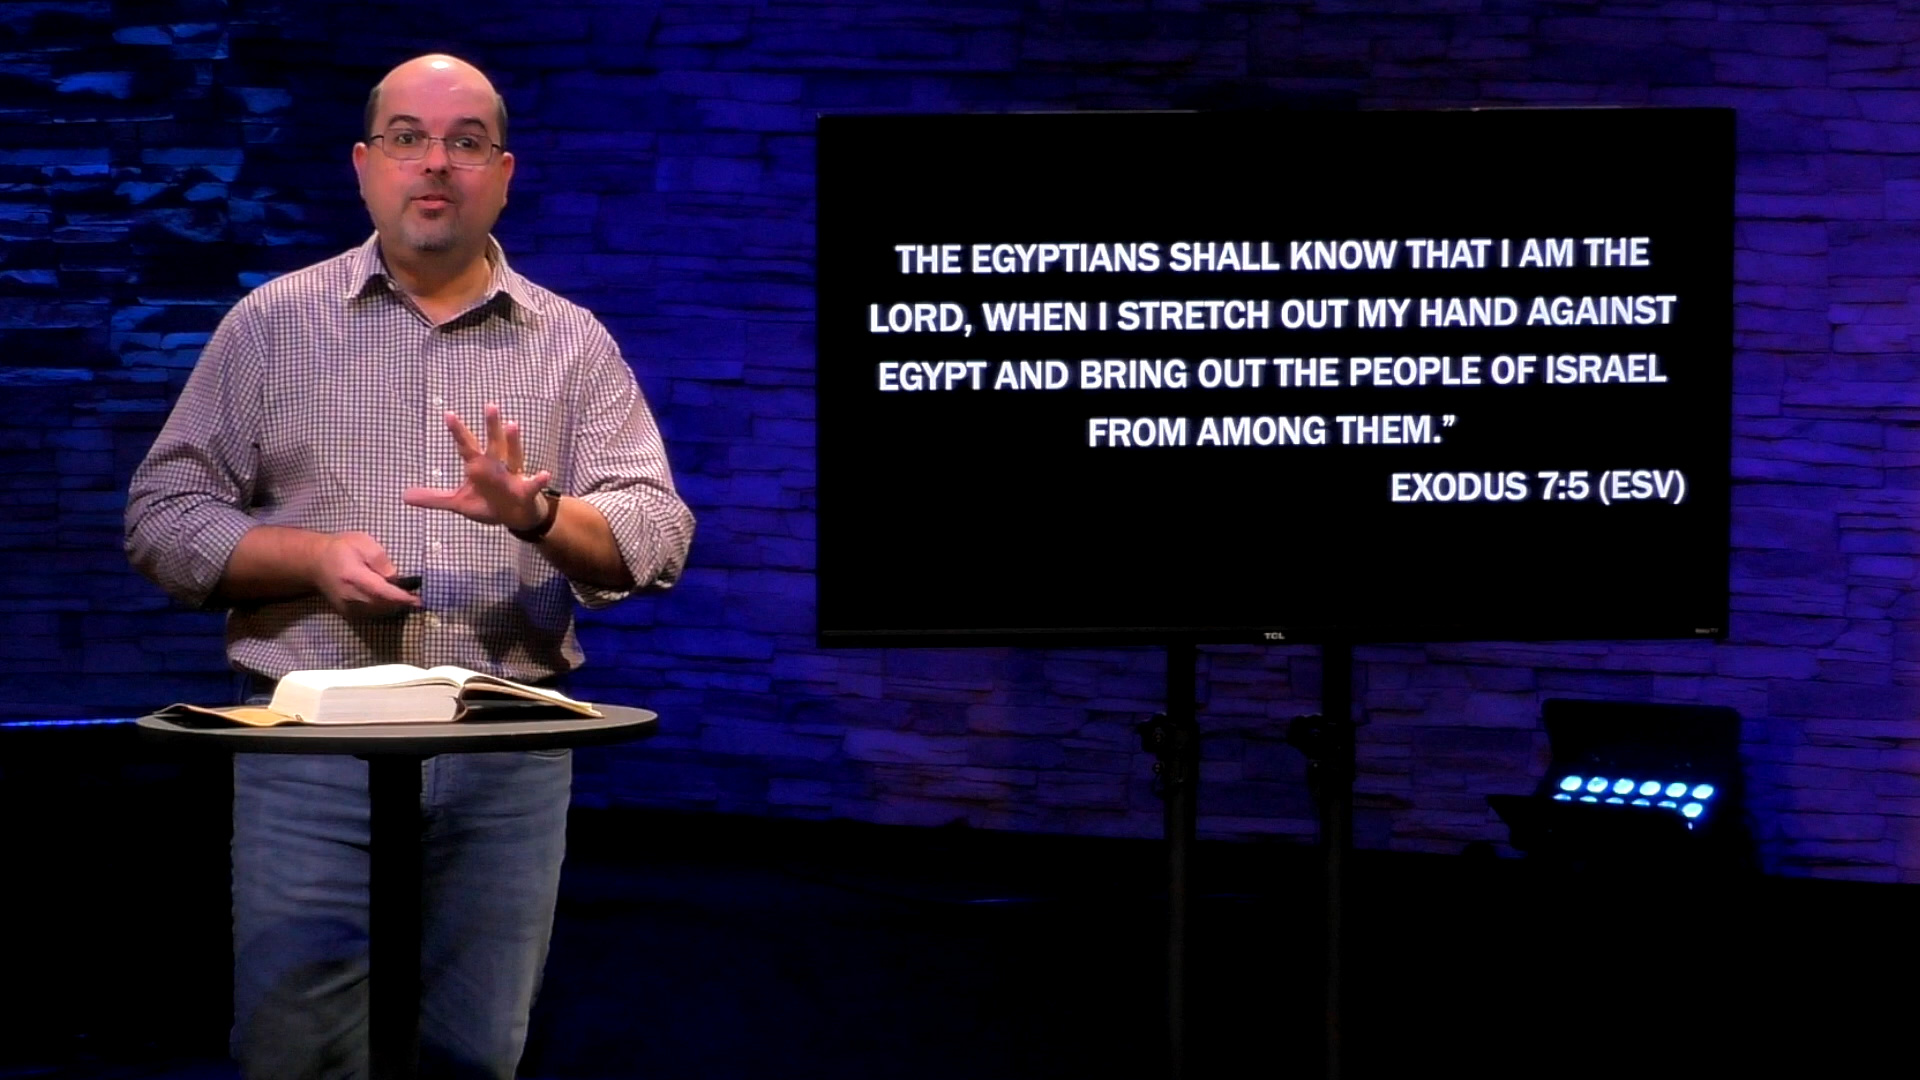 THE EGYPTIANS SHALL KNOW THAT I AM THE
LORD, WHEN I STRETCH OUT MY HAND AGAINST
EGYPT AND BRING OUT THE PEOPLE OF ISRAEL
FROM AMONG THEM.”
EXODUS 7:5 (ESV)
TCL